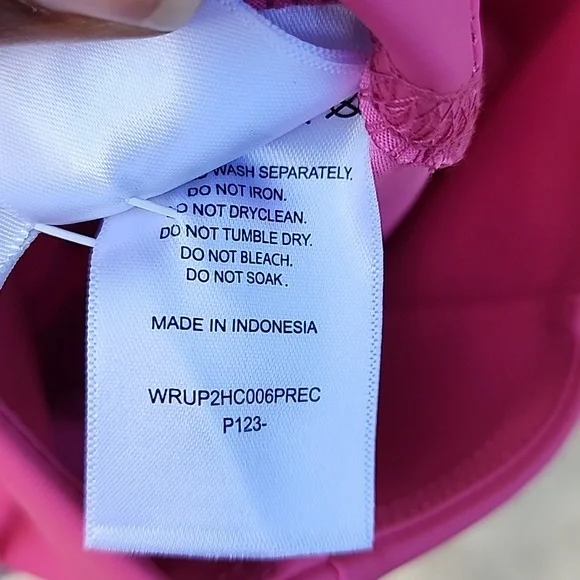 WASH SEPARATELY.
DO NOT IRON.
DO NOT DRYCLEAN.
DO NOT TUMBLE DRY.
DO NOT BLEACH.
DO NOT SOAK.
MADE IN INDONESIA
WRUP2HC006PREC
P123-